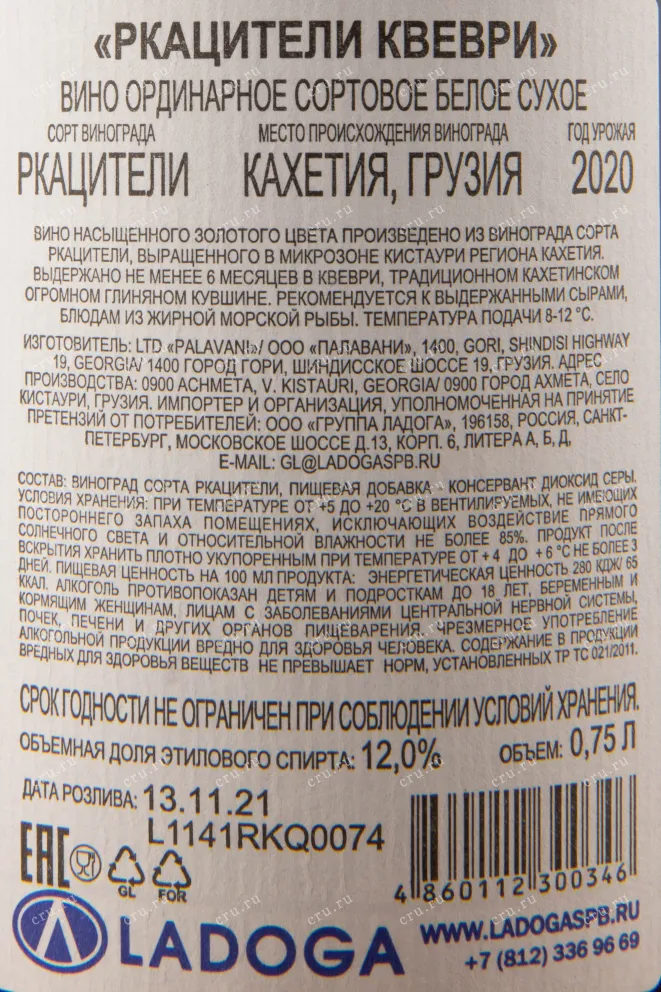 «РКАЦИТЕЛИ КВЕВРИ»
ВИНО ОРДИНАРНОЕ СОРТОВОЕ БЕЛОЕ СУХОЕ
СОРТ ВИНОГРАДА МЕСТО ПРОИСХОЖДЕНИЯ ВИНОГРАДА ГОД УРОЖАЯ
РКАЦИТЕЛИ КАХЕТИЯ, ГРУЗИЯ 2020
ВИНО НАСЫЩЕННОГО ЗОЛОТОГО ЦВЕТА ПРОИЗВЕДЕНО ИЗ ВИНОГРАДА СОРТА
РКАЦИТЕЛИ, ВЫРАЩЕННОГО В МИКРОЗОНЕ КИСТАУРИ РЕГИОНА КАХЕТИЯ.
ВЫДЕРЖАНО НЕ МЕНЕЕ 6 МЕСЯЦЕВ В КВЕВРИ, ТРАДИЦИОННОМ КАХЕТИНСКОМ
ОГРОМНОМ ГЛИНЯНОМ КУВШИНЕ. РЕКОМЕНДУЕТСЯ К ВЫДЕРЖАННЫМ СЫРАМ,
БЛЮДАМ ИЗ ЖИРНОЙ МОРСКОЙ РЫБЫ. ТЕМПЕРАТУРА ПОДАЧИ 8-12 °С.
ИЗГОТОВИТЕЛЬ: LTD «PALAVANI»/ ООО «ПАЛАВАНИ», 1400, GORI, SHINDISI HIGHWAY
19, GEORGIA/ 1400 ГОРОД ГОРИ, ШИНДИССКОЕ ШОССЕ 19, ГРУЗИЯ. АДРЕС
ПРОИЗВОДСТВА: 0900 ACHMETA, V. KISTAURI, GEORGIA/ 0900 ГОРОД АХМЕТА, СЕЛО
КИСТАУРИ, ГРУЗИЯ. ИМПОРТЕР И ОРГАНИЗАЦИЯ, УПОЛНОМОЧЕННАЯ НА ПРИНЯТИЕ
ПРЕТЕНЗИЙ ОТ ПОТРЕБИТЕЛЕЙ: ООО «ГРУППА ЛАДОГА», 196158, РОССИЯ, САНКТ-
ПЕТЕРБУРГ, МОСКОВСКОЕ ШОССЕ Д.13, КОРП. 6, ЛИТЕРА А, Б, Д,
E-MAIL: GL@LADOGASPB.RU
СОСТАВ: ВИНОГРАД СОРТА РКАЦИТЕЛИ, ПИЩЕВАЯ ДОБАВКА - КОНСЕРВАНТ ДИОКСИД СЕРЫ.
УСЛОВИЯ ХРАНЕНИЯ: ПРИ ТЕМПЕРАТУРЕ ОТ +5 ДО +20 °С В ВЕНТИЛИРУЕМЫХ, НЕ ИМЕЮЩИХ
ПОСТОРОННЕГО ЗАПАХА ПОМЕЩЕНИЯХ, ИСКЛЮЧАЮЩИХ ВОЗДЕЙСТВИЕ ПРЯМОГО
СОЛНЕЧНОГО СВЕТА И ОТНОСИТЕЛЬНОЙ ВЛАЖНОСТИ НЕ БОЛЕЕ 85%. ПРОДУКТ ПОСЛЕ
ВСКРЫТИЯ ХРАНИТЬ ПЛОТНО УКУПОРЕННЫМ ПРИ ТЕМПЕРАТУРЕ ОТ + 4 ДО + 6 °С НЕ БОЛЕЕ 3
ДНЕЙ. ПИЩЕВАЯ ЦЕННОСТЬ НА 100 МЛ ПРОДУКТА: ЭНЕРГЕТИЧЕСКАЯ ЦЕННОСТЬ 280 КДЖ/ 65
ККАЛ. АЛКОГОЛЬ ПРОТИВОПОКАЗАН ДЕТЯМ И ПОДРОСТКАМ ДО 18 ЛЕТ, БЕРЕМЕННЫМ И
КОРМЯЩИМ ЖЕНЩИНАМ, ЛИЦАМ С ЗАБОЛЕВАНИЯМИ ЦЕНТРАЛЬНОЙ НЕРВНОЙ СИСТЕМЫ,
ПОЧЕК, ПЕЧЕНИ И ДРУГИХ ОРГАНОВ ПИЩЕВАРЕНИЯ. ЧРЕЗМЕРНОЕ УПОТРЕБЛЕНИЕ
АЛКОГОЛЬНОЙ ПРОДУКЦИИ ВРЕДНО ДЛЯ ЗДОРОВЬЯ ЧЕЛОВЕКА. СОДЕРЖАНИЕ В ПРОДУКЦИИ
ВРЕДНЫХ ДЛЯ ЗДОРОВЬЯ ВЕЩЕСТВ НЕ ПРЕВЫШАЕТ НОРМ, УСТАНОВЛЕННЫХ ТР ТС 021/2011.
СРОК ГОДНОСТИ НЕ ОГРАНИЧЕН ПРИ СОБЛЮДЕНИИ УСЛОВИЙ ХРАНЕНИЯ.
ОБЪЕМНАЯ ДОЛЯ ЭТИЛОВОГО СПИРТА: 12,0% ОБЪЕМ: 0,75 Л
ДАТА РОЗЛИВА: 13.11.21
L1141RKQ0074
EAC GL FOR
4 860112 300346
LADOGA
WWW.LADOGASPB.RU
+7 (812) 336 96 69